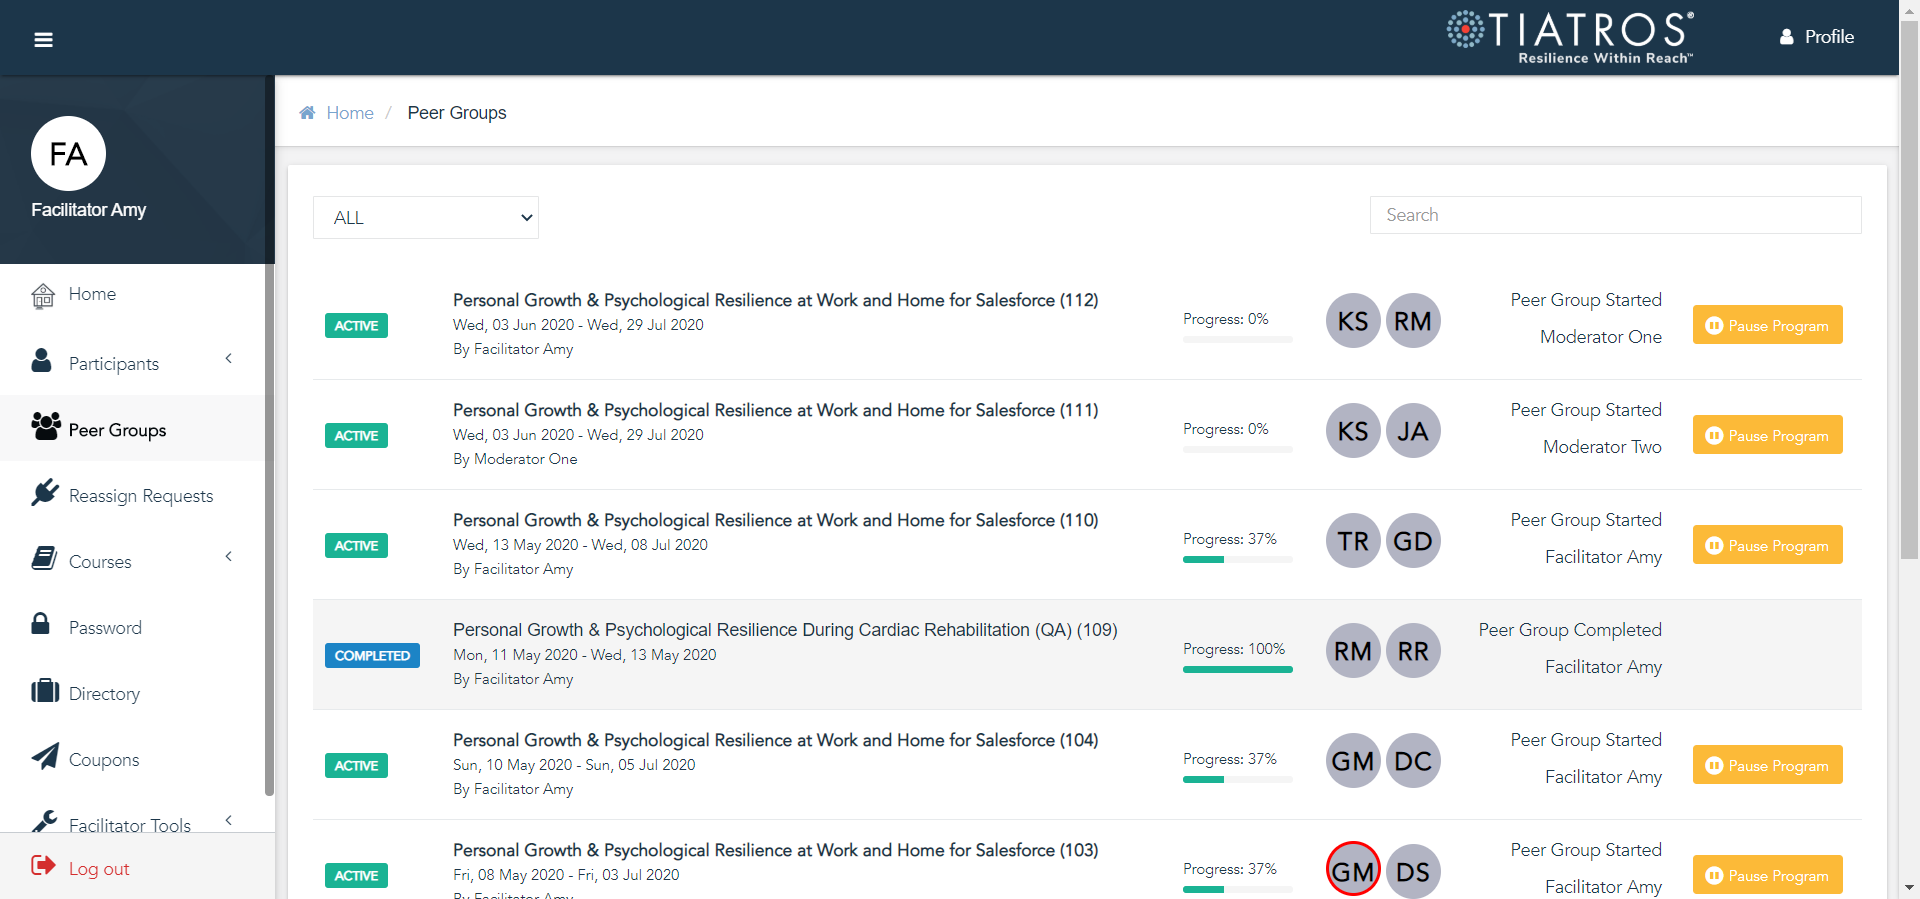 TIATROS®
Resilience Within Reach™
Profile
FA
Facilitator Amy
Home
Participants
Peer Groups
Reassign Requests
Courses
Password
Directory
Coupons
Facilitator Tools
Log out
Home / Peer Groups
ALL
Search
ACTIVE
Personal Growth & Psychological Resilience at Work and Home for Salesforce (112)
Wed, 03 Jun 2020 - Wed, 29 Jul 2020
By Facilitator Amy
Progress: 0%
KS RM
Peer Group Started
Moderator One
Pause Program
ACTIVE
Personal Growth & Psychological Resilience at Work and Home for Salesforce (111)
Wed, 03 Jun 2020 - Wed, 29 Jul 2020
By Moderator One
Progress: 0%
KS JA
Peer Group Started
Moderator Two
Pause Program
ACTIVE
Personal Growth & Psychological Resilience at Work and Home for Salesforce (110)
Wed, 13 May 2020 - Wed, 08 Jul 2020
By Facilitator Amy
Progress: 37%
TR GD
Peer Group Started
Facilitator Amy
Pause Program
COMPLETED
Personal Growth & Psychological Resilience During Cardiac Rehabilitation (QA) (109)
Mon, 11 May 2020 - Wed, 13 May 2020
By Facilitator Amy
Progress: 100%
RM RR
Peer Group Completed
Facilitator Amy
ACTIVE
Personal Growth & Psychological Resilience at Work and Home for Salesforce (104)
Sun, 10 May 2020 - Sun, 05 Jul 2020
By Facilitator Amy
Progress: 37%
GM DC
Peer Group Started
Facilitator Amy
Pause Program
ACTIVE
Personal Growth & Psychological Resilience at Work and Home for Salesforce (103)
Fri, 08 May 2020 - Fri, 03 Jul 2020
By Facilitator Amy
Progress: 37%
GM DS
Peer Group Started
Facilitator Amy
Pause Program